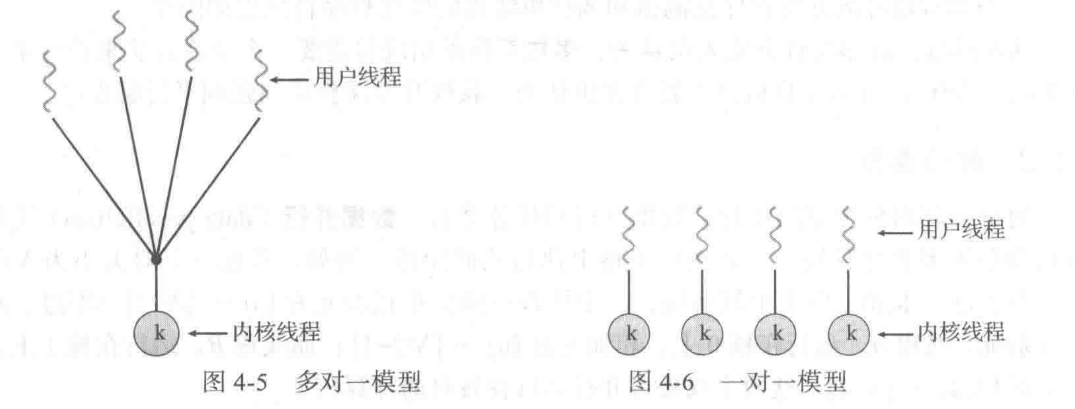 用户线程
k
内核线程
图 4-5 多对一模型
用户线程
k k k k
内核线程
图 4-6 一对一模型